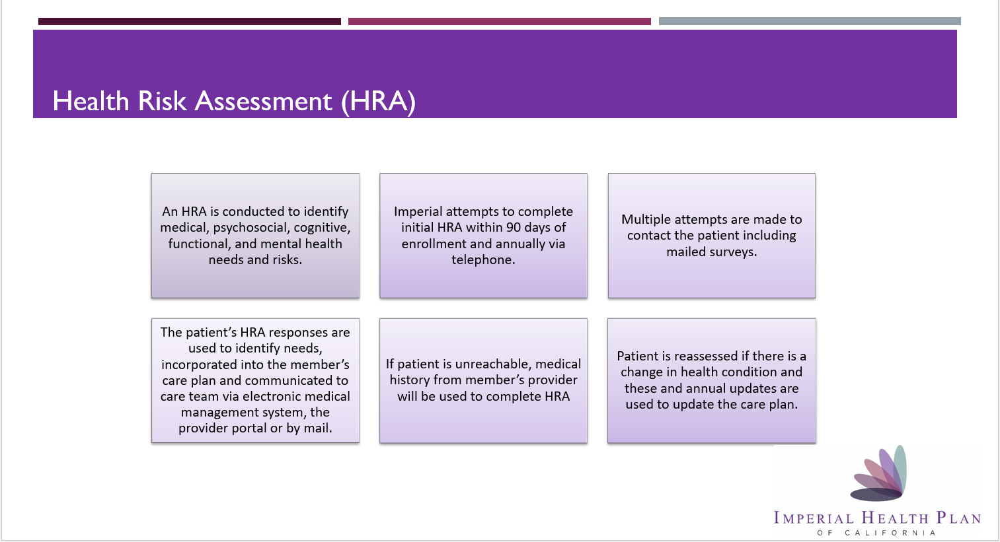 Health Risk Assessment (HRA)
An HRA is conducted to identify
medical, psychosocial, cognitive,
functional, and mental health
needs and risks.
Imperial attempts to complete
initial HRA within 90 days of
enrollment and annually via
telephone.
Multiple attempts are made to
contact the patient including
mailed surveys.
The patient’s HRA responses are
used to identify needs,
incorporated into the member’s
care plan and communicated to
care team via electronic medical
management system, the
provider portal or by mail.
If patient is unreachable, medical
history from member’s provider
will be used to complete HRA
Patient is reassessed if there is a
change in health condition and
these and annual updates are
used to update the care plan.
IMPERIAL HEALTH PLAN
OF CALIFORNIA